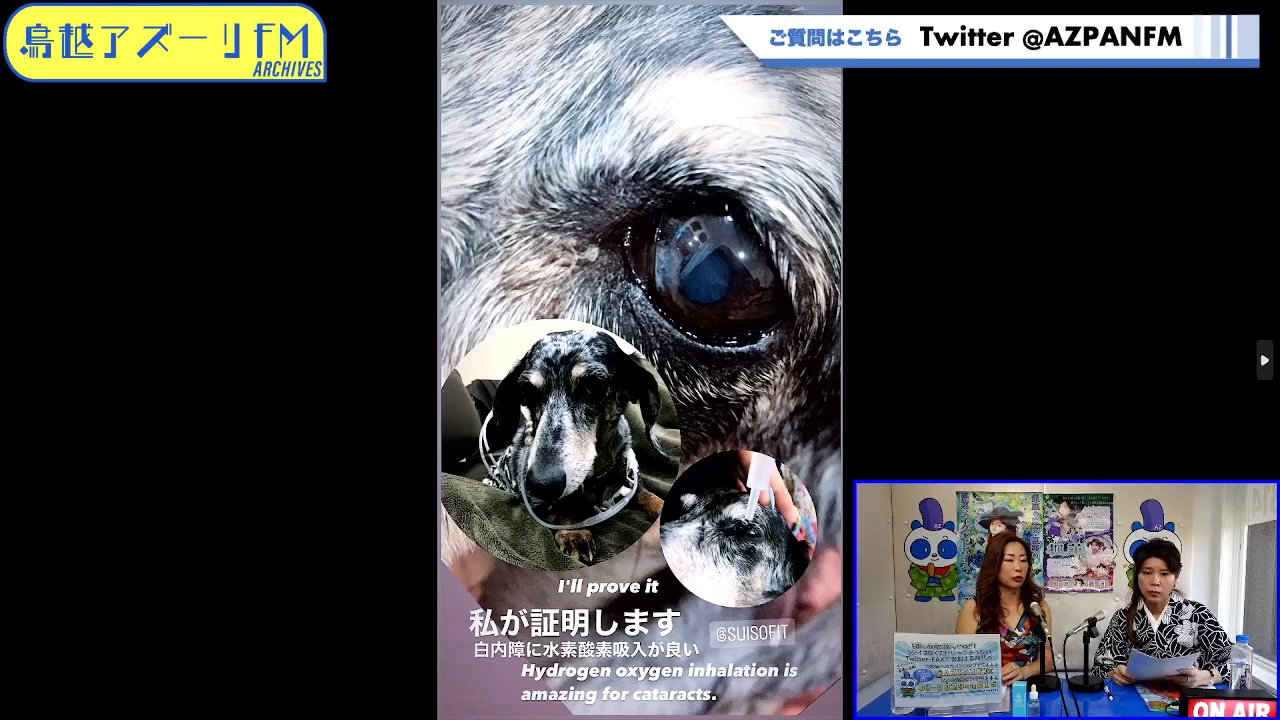 鳥越アズーリFM
ARCHIVES
ご質問はこちら Twitter @AZPANFM
I'll prove it
私が証明します
@SUISOFIT
白内障に水素酸素吸入が良い
Hydrogen oxygen inhalation is
amazing for cataracts.
ON AIR